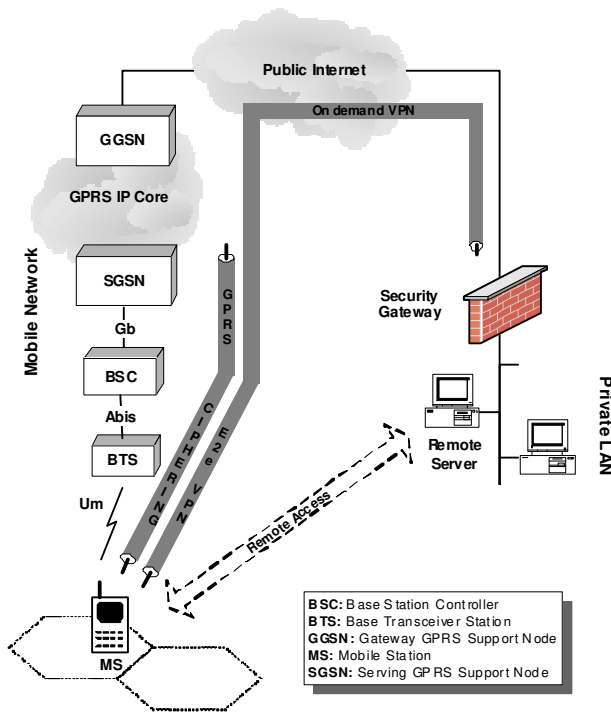 Public Internet
On demand VPN
GGSN
GPRS IP Core
Mobile Network
SGSN
GPRS
CIPHERING
E2e VPN
Security
Gateway
Gb
BSC
Abis
BTS
Private LAN
Remote
Server
Um
Remote Access
MS
BSC: Base Station Controller
BTS: Base Transceiver Station
GGSN: Gateway GPRS Support Node
MS: Mobile Station
SGSN: Serving GPRS Support Node